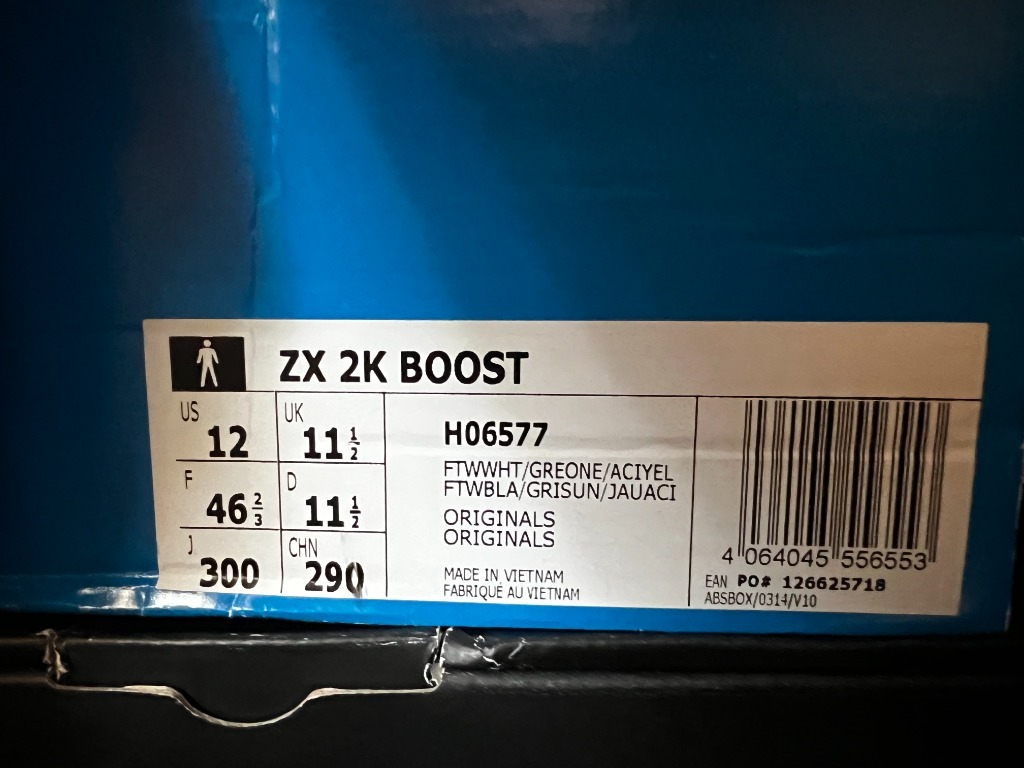 ZX 2K BOOST
US 12
UK 11 1/2
F 46 2/3
D 11 1/2
J 300
CHN 290
H06577
FTWWHT/GREONE/ACIYEL
FTWBLA/GRISUN/JAUACI
ORIGINALS
ORIGINALS
MADE IN VIETNAM
FABRIQUÉ AU VIETNAM
4 064045 556553
EAN PO# 126625718
ABSBOX/0314/V10